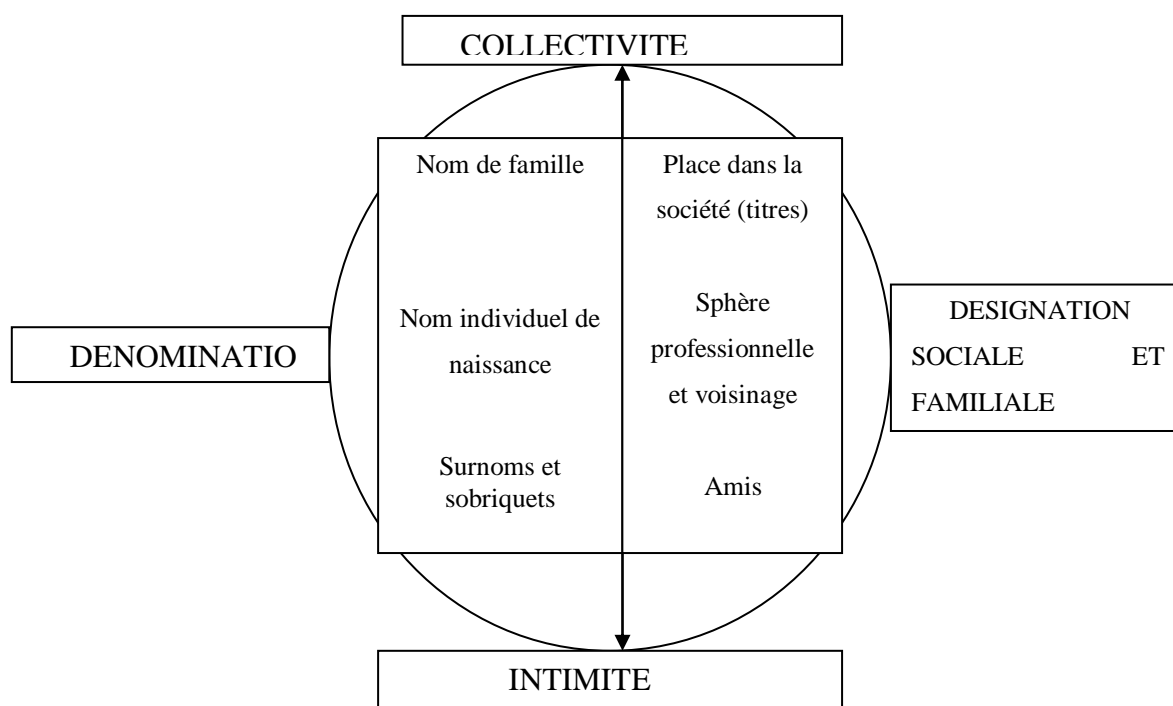 COLLECTIVITE
Nom de famille
Place dans la
société (titres)
Nom individuel de
naissance
Sphère
professionnelle
et voisinage
Surnoms et
sobriquets
Amis
DENOMINATIO
DESIGNATION
SOCIALE ET
FAMILIALE
INTIMITE